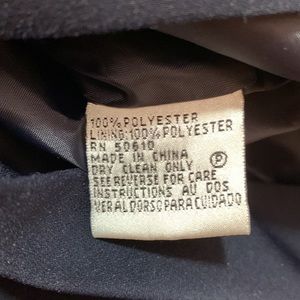 100% POLYESTER
LINING:100% POLYESTER
RN 50610
MADE IN CHINA
DRY CLEAN ONLY Ⓟ
SEE REVERSE FOR CARE
INSTRUCTIONS AU DOS
VER AL DORSO PARA CUIDADO